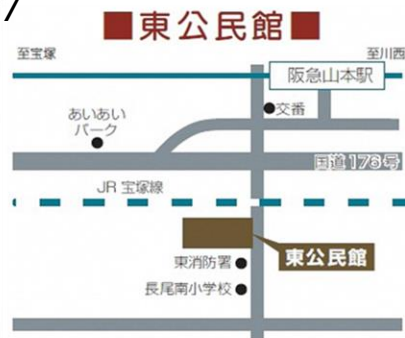 7
■東公民館■
至宝塚
至川西
阪急山本駅
あいあい
パーク
交番
国道176号
JR 宝塚線
東公民館
東消防署
長尾南小学校